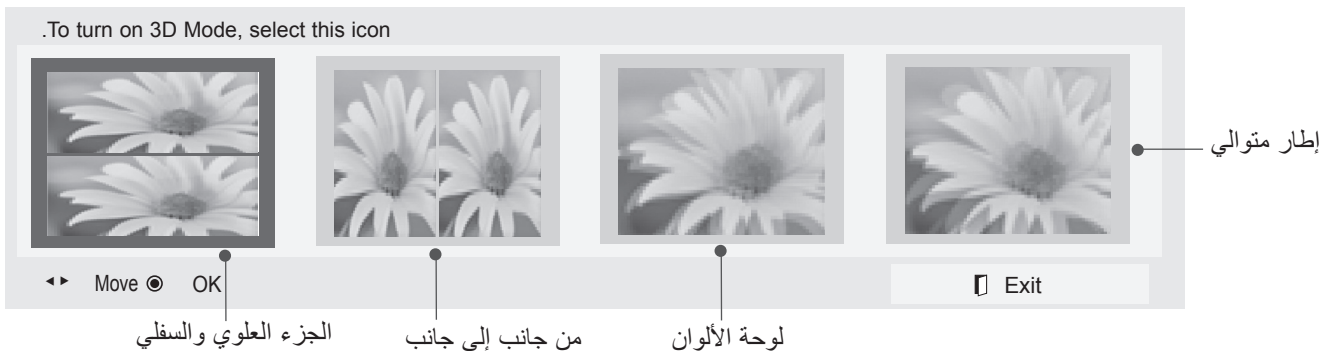 .To turn on 3D Mode, select this icon
إطار متوالي
◄ ► Move ◉ OK
Exit
الجزء العلوي والسفلي
من جانب إلى جانب
لوحة الألوان